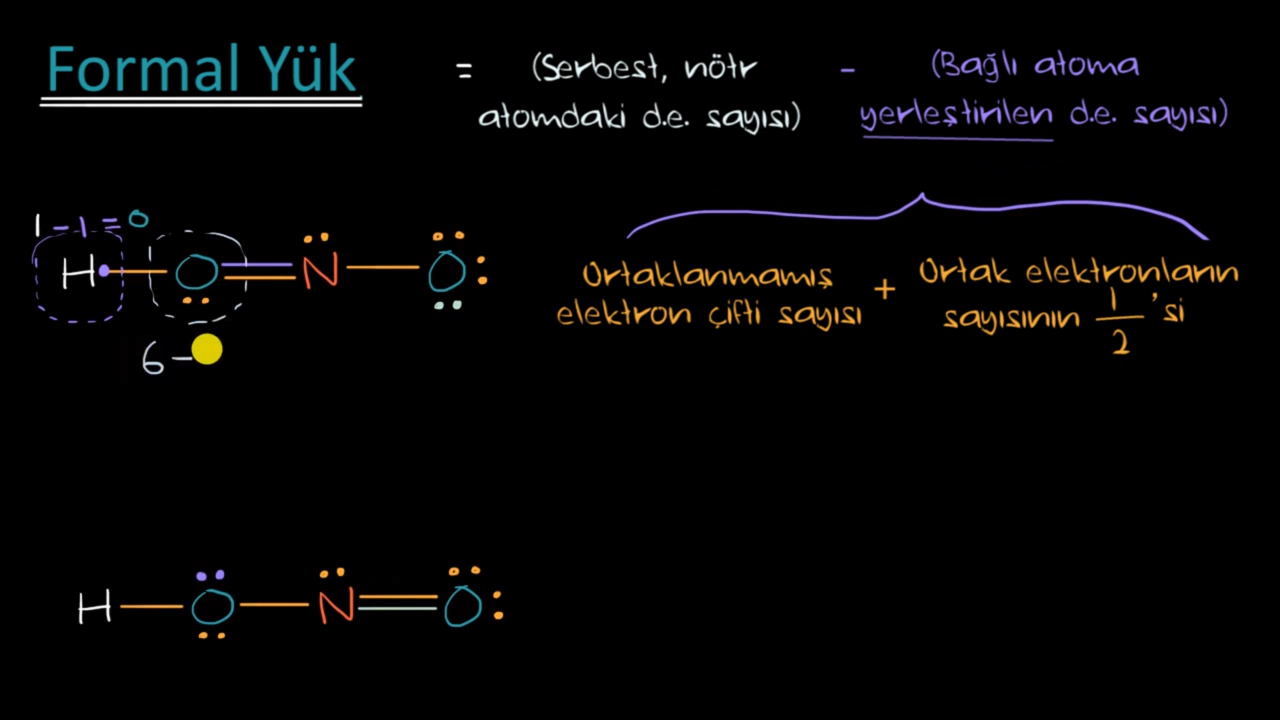 Formal Yük
= (Serbest, nötr
atomdaki d.e. sayısı)
- (Bağlı atoma
yerleştirilen d.e. sayısı)
1 - 1 = 0
H O N O
6 -
Ortaklanmamış
elektron çifti sayısı
+
Ortak elektronların
sayısının 1/2 'si
H O N O